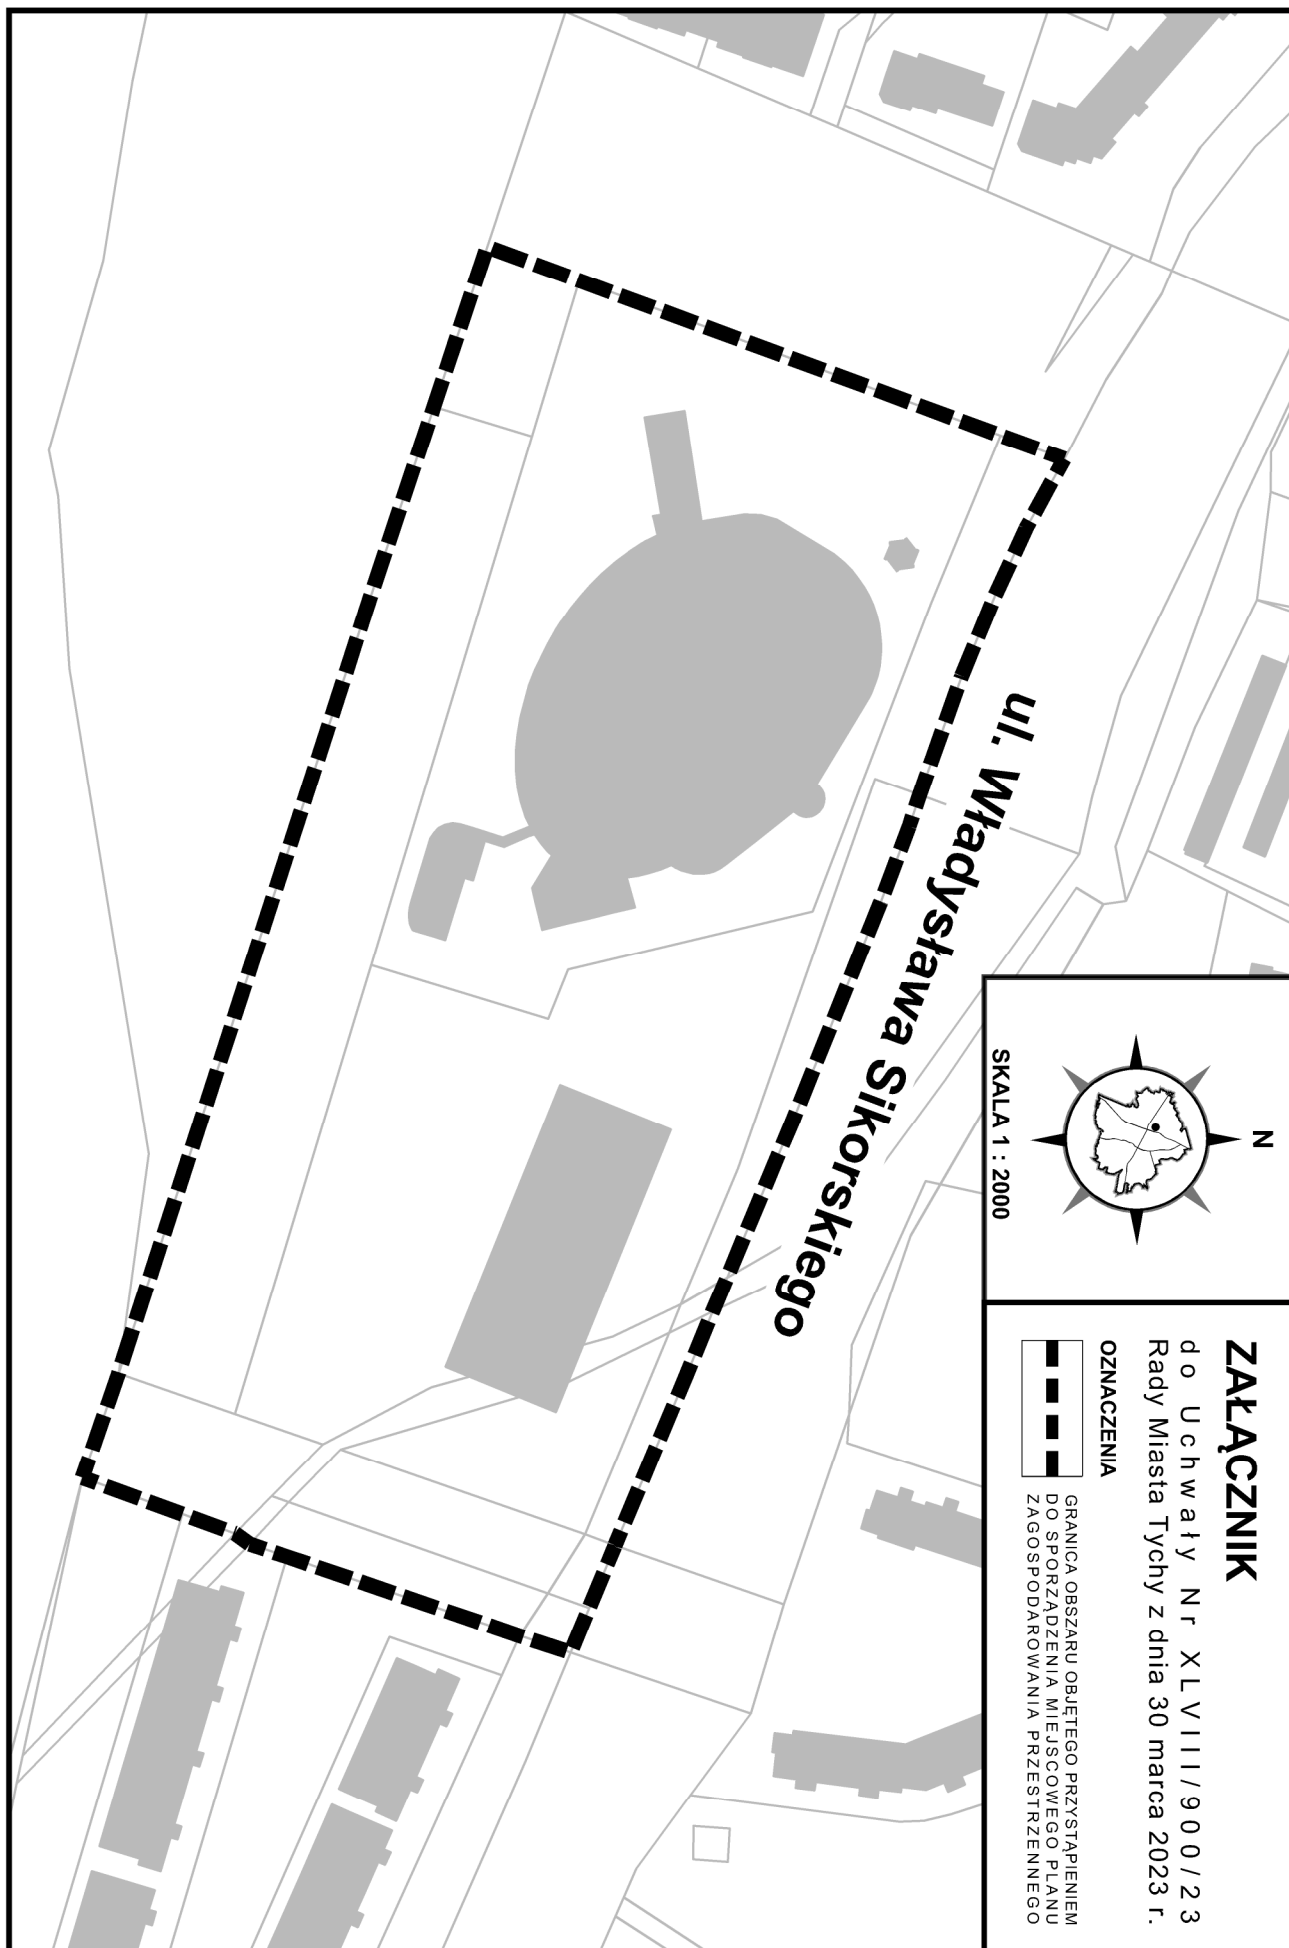 ul. Władysława Sikorskiego
N
SKALA 1 : 2000
ZAŁĄCZNIK
do Uchwały Nr XLVIII/900/23
Rady Miasta Tychy z dnia 30 marca 2023 r.
OZNACZENIA
GRANICA OBSZARU OBJĘTEGO PRZYSTĄPIENIEM
DO SPORZĄDZENIA MIEJSCOWEGO PLANU
ZAGOSPODAROWANIA PRZESTRZENNEGO